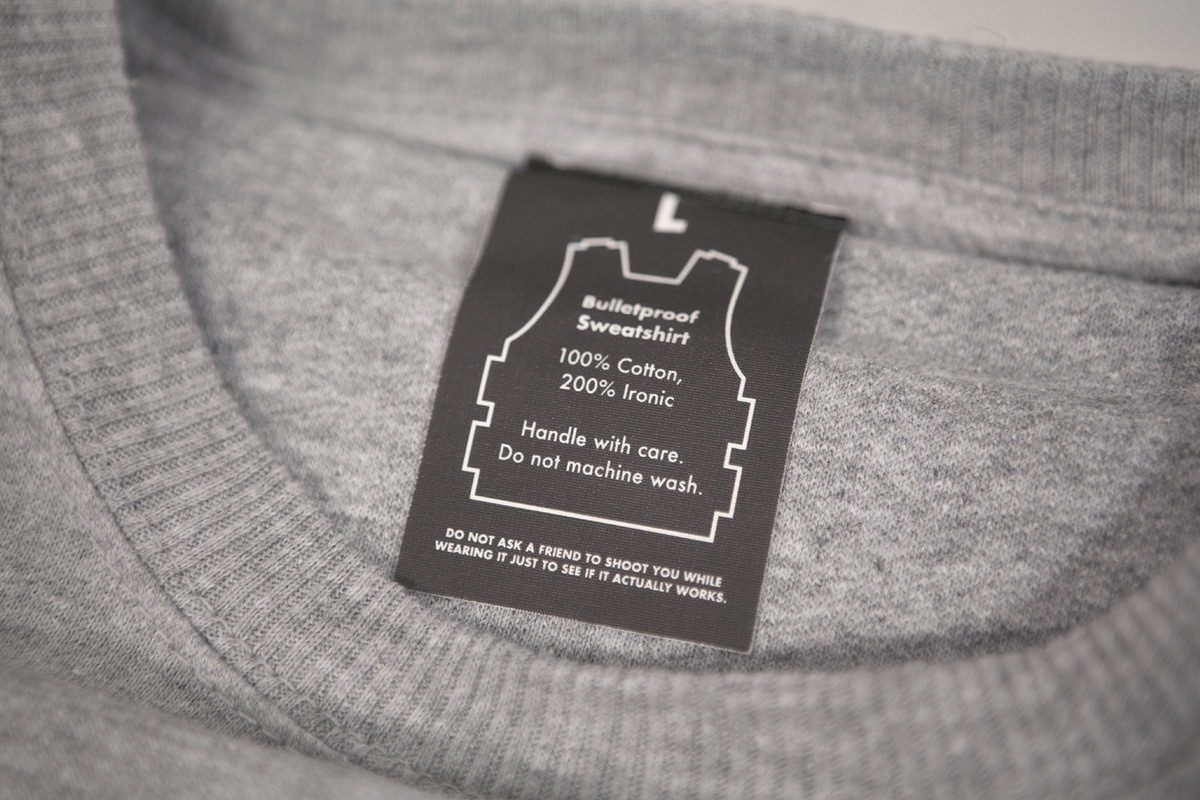 L
Bulletproof
Sweatshirt
100% Cotton,
200% Ironic
Handle with care.
Do not machine wash.
DO NOT ASK A FRIEND TO SHOOT YOU WHILE
WEARING IT JUST TO SEE IF IT ACTUALLY WORKS.